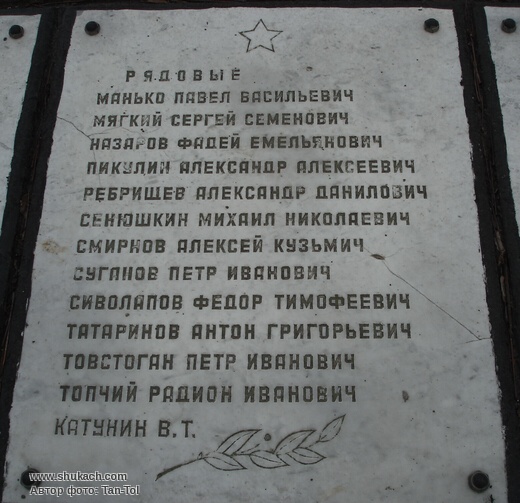 РЯДОВЫЕ
МАНЬКО ПАВЕЛ ВАСИЛЬЕВИЧ
МЯГКИЙ СЕРГЕЙ СЕМЕНОВИЧ
НАЗАРОВ ФАДЕЙ ЕМЕЛЬЯНОВИЧ
ПИКУЛИН АЛЕКСАНДР АЛЕКСЕЕВИЧ
РЕБРИЩЕВ АЛЕКСАНДР ДАНИЛОВИЧ
СЕНЮШКИН МИХАИЛ НИКОЛАЕВИЧ
СМИРНОВ АЛЕКСЕЙ КУЗЬМИЧ
СУГАНОВ ПЕТР ИВАНОВИЧ
СИВОЛАПОВ ФЕДОР ТИМОФЕЕВИЧ
ТАТАРИНОВ АНТОН ГРИГОРЬЕВИЧ
ТОВСТОГАН ПЕТР ИВАНОВИЧ
ТОПЧИЙ РАДИОН ИВАНОВИЧ
КАТУНИН В.Т.
www.shukach.com
Автор фото: Tan-Tol